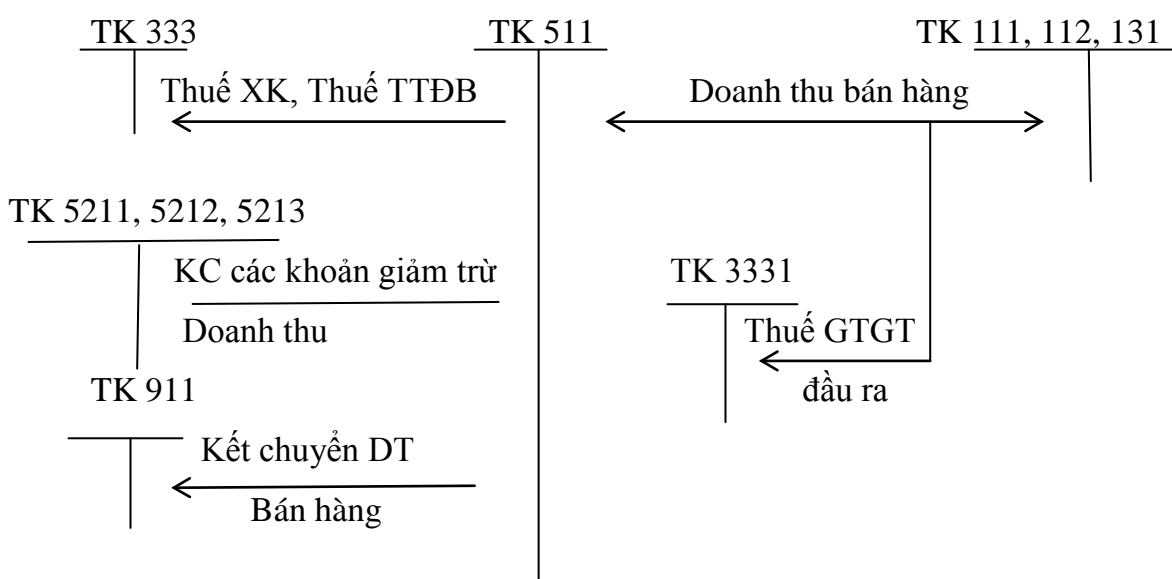 TK 333
TK 511
TK 111, 112, 131
Thuế XK, Thuế TTĐB
Doanh thu bán hàng
TK 5211, 5212, 5213
KC các khoản giảm trừ
Doanh thu
TK 3331
Thuế GTGT
đầu ra
TK 911
Kết chuyển DT
Bán hàng